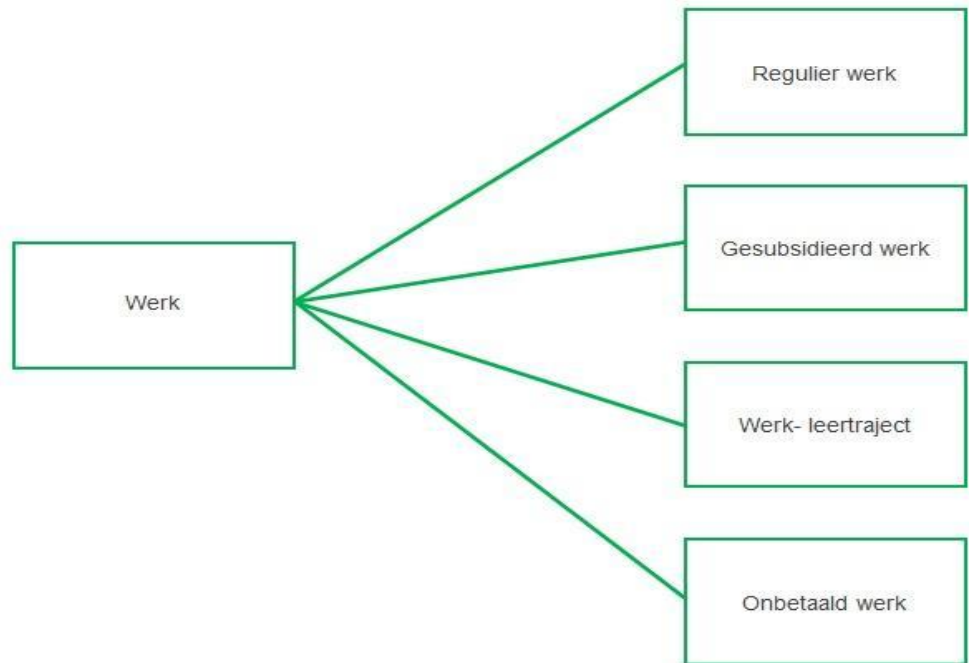 Regulier werk
Gesubsidieerd werk
Werk
Werk- leertraject
Onbetaald werk